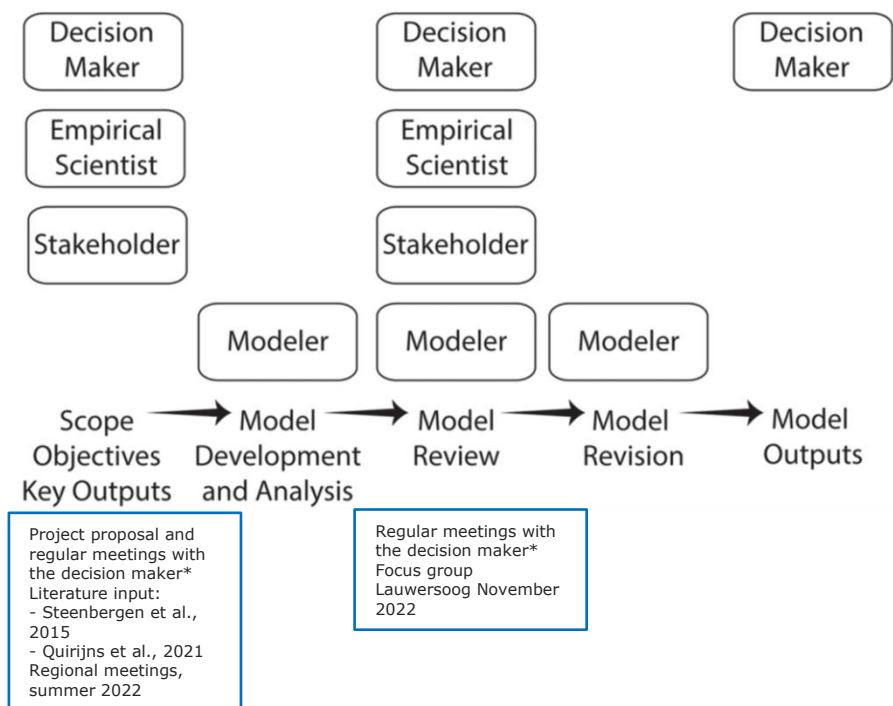 Decision
Maker
Decision
Maker
Decision
Maker
Empirical
Scientist
Empirical
Scientist
Stakeholder
Stakeholder
Modeler
Modeler
Modeler
Scope
Objectives
Key Outputs
Model
Development
and Analysis
Model
Review
Model
Revision
Model
Outputs
Project proposal and
regular meetings with
the decision maker*
Literature input:
- Steenbergen et al.,
2015
- Quirijns et al., 2021
Regional meetings,
summer 2022
Regular meetings with
the decision maker*
Focus group
Lauwersoog November
2022